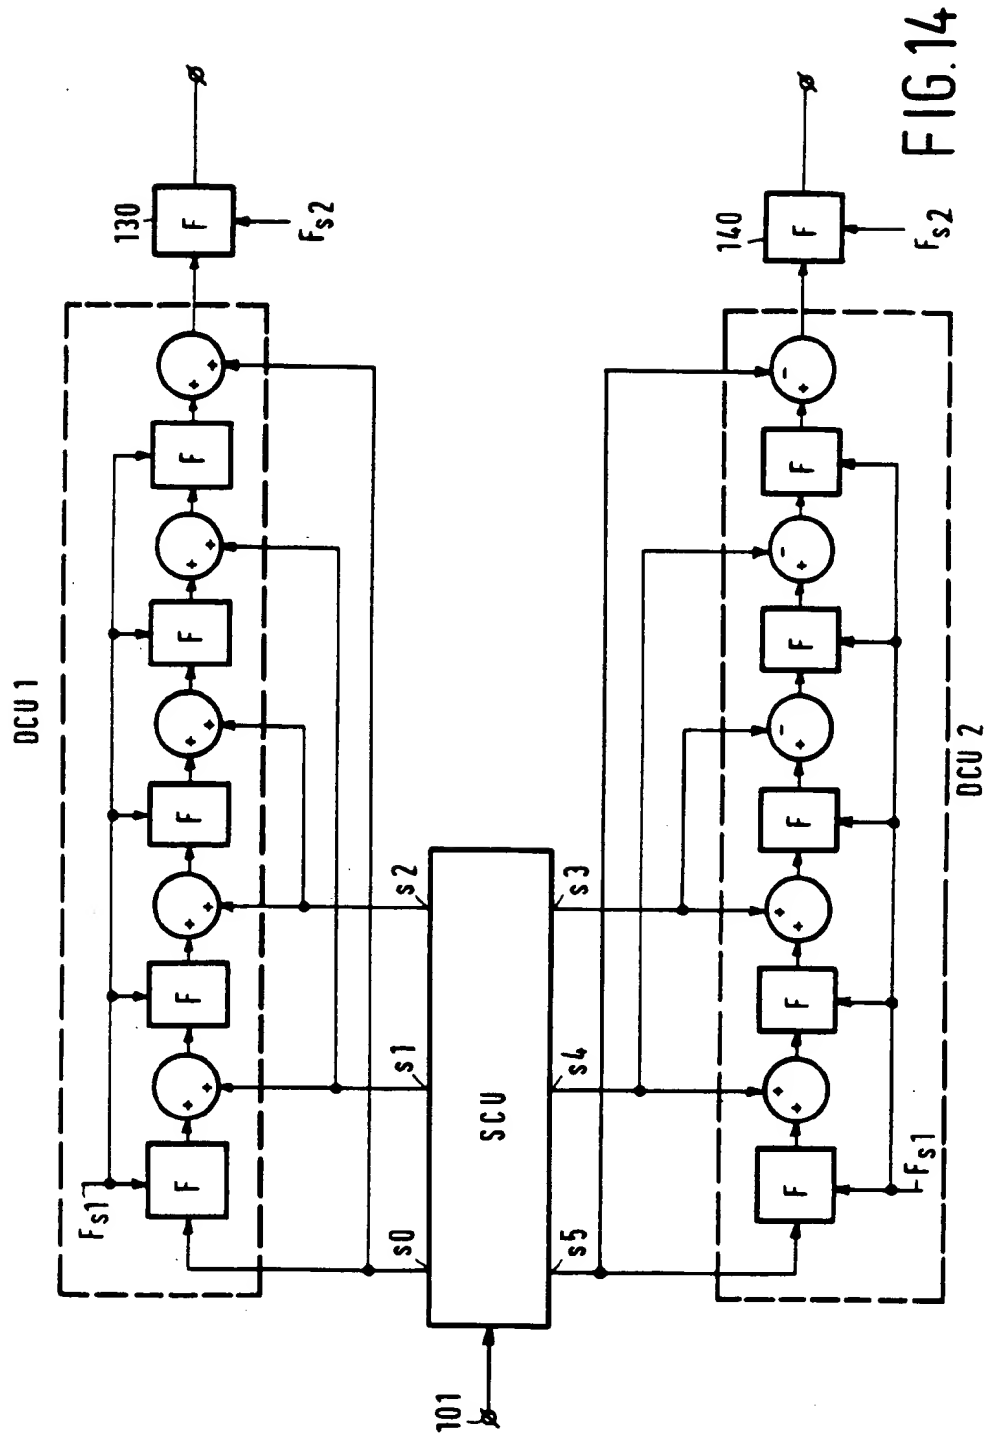 DCU 1
Fs1
F
+
+
F
+
+
F
+
+
F
+
+
F
+
+
130
F
Fs2
101
SCU
s0
s1
s2
s5
s4
s3
F
+
+
F
+
+
F
-
+
F
-
+
F
-
+
Fs1
DCU 2
140
F
Fs2
FIG.14